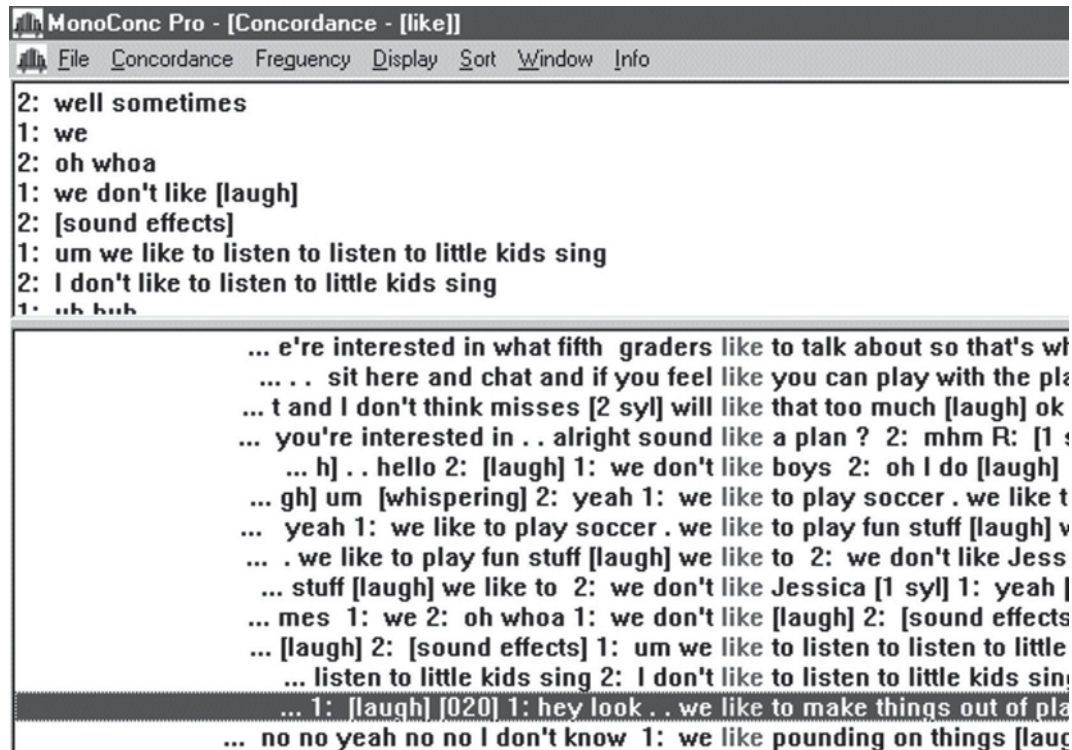 MonoConc Pro - [Concordance - [like]]
File Concordance Freguency Display Sort Window Info
2: well sometimes
1: we
2: oh whoa
1: we don't like [laugh]
2: [sound effects]
1: um we like to listen to listen to little kids sing
2: I don't like to listen to little kids sing
1: uh huh
... e're interested in what fifth graders like to talk about so that's wh
... . . sit here and chat and if you feel like you can play with the pla
... t and I don't think misses [2 syl] will like that too much [laugh] ok
... you're interested in . . alright sound like a plan ? 2: mhm R: [1 s
... h] . . hello 2: [laugh] 1: we don't like boys 2: oh I do [laugh]
... gh] um [whispering] 2: yeah 1: we like to play soccer . we like t
... yeah 1: we like to play soccer . we like to play fun stuff [laugh] w
... . we like to play fun stuff [laugh] we like to 2: we don't like Jess
... stuff [laugh] we like to 2: we don't like Jessica [1 syl] 1: yeah [
... mes 1: we 2: oh whoa 1: we don't like [laugh] 2: [sound effects
... [laugh] 2: [sound effects] 1: um we like to listen to listen to little
... listen to little kids sing 2: I don't like to listen to little kids sing
... 1: [laugh] [020] 1: hey look . . we like to make things out of pla
... no no yeah no no I don't know 1: we like pounding on things [laug